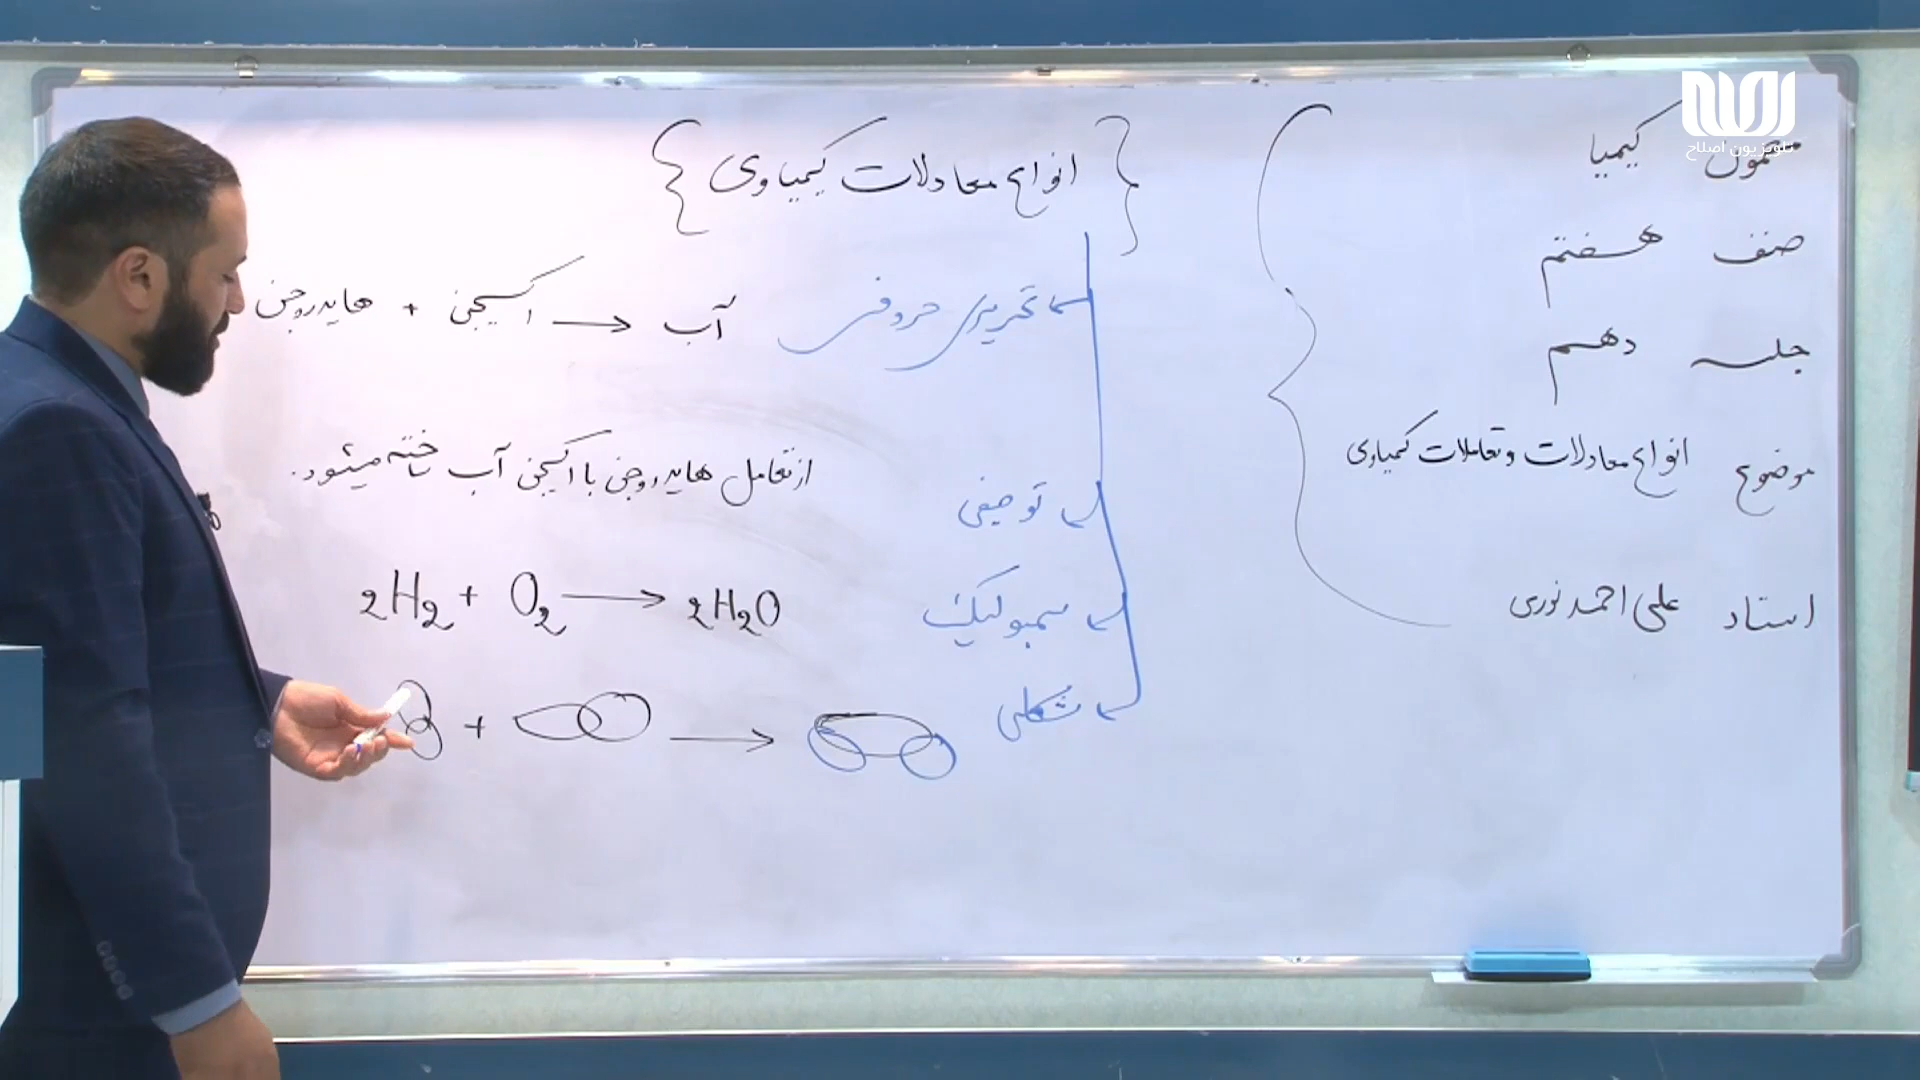 تلویزیون اصلاح
مضمون کیمیا
صنف هفتم
جلسه دهم
موضوع انواع معادلات و تعاملات کمیاوی
استاد علی احمد نوری
{ انواع معادلات کیمیاوی }
تحریری حروفی
هایدروجن + اکسیجن → آب
توصیفی
از تعامل هایدروجن با اکسیجن آب ساخته میشود.
سمبولیک
2H₂ + O₂ → 2H₂O
شکلی
+ →